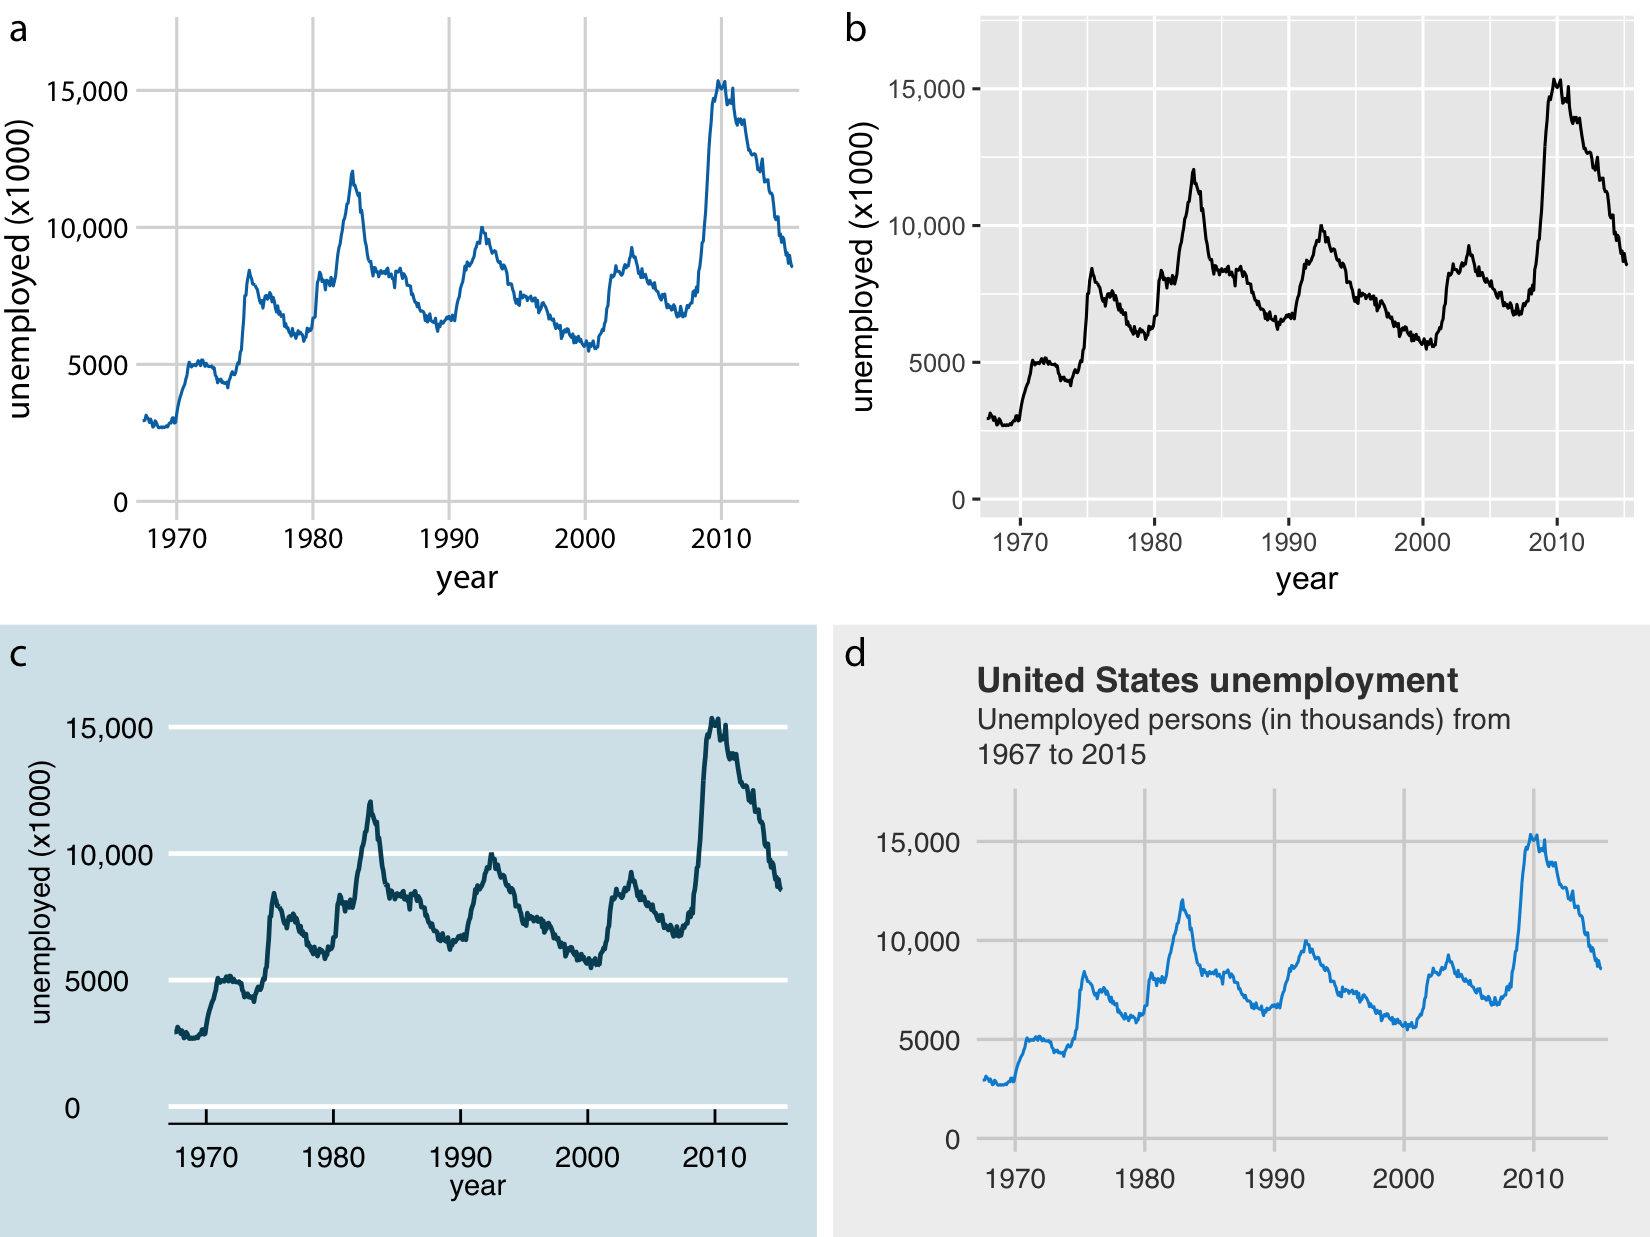 a
15,000
10,000
5000
0
unemployed (x1000)
1970 1980 1990 2000 2010
year
b
15,000
10,000
5000
0
unemployed (x1000)
1970 1980 1990 2000 2010
year
c
15,000
10,000
5000
0
unemployed (x1000)
1970 1980 1990 2000 2010
year
d
United States unemployment
Unemployed persons (in thousands) from
1967 to 2015
15,000
10,000
5000
0
1970 1980 1990 2000 2010